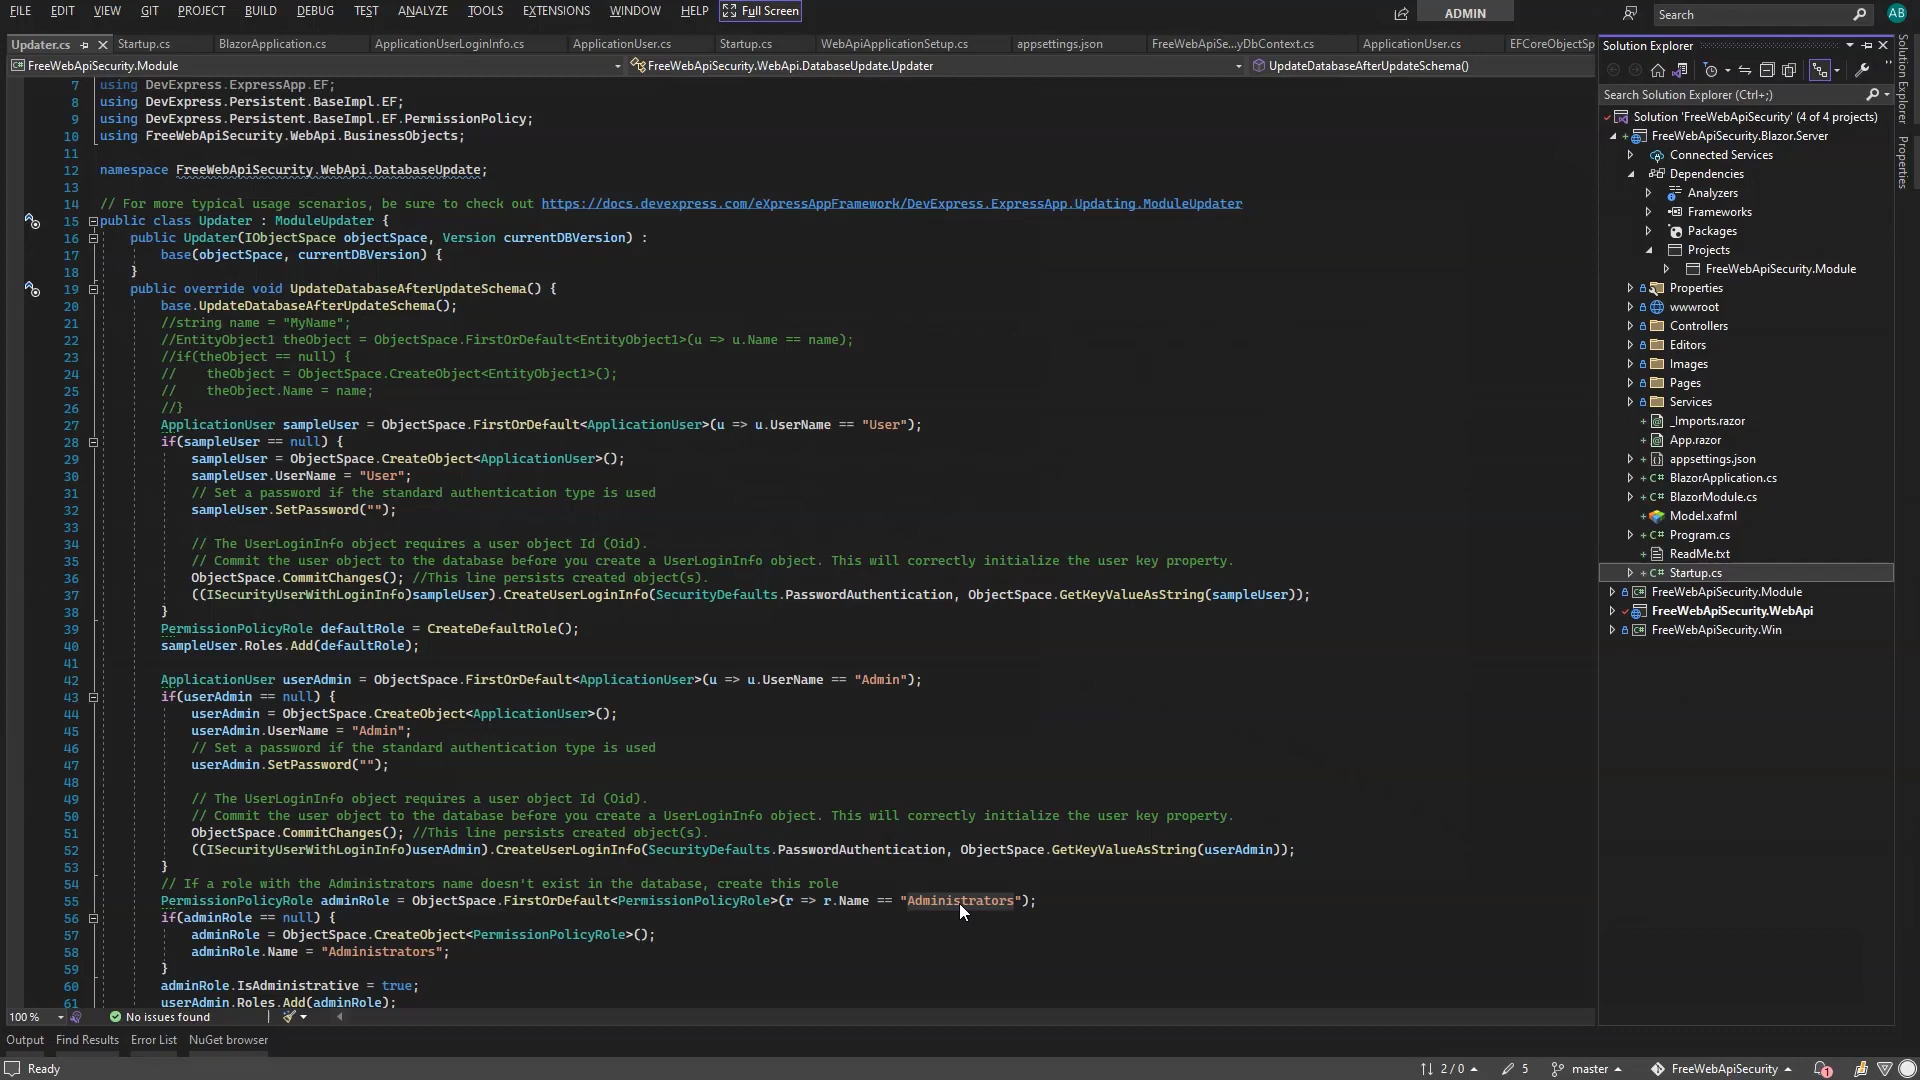 FILE EDIT VIEW GIT PROJECT BUILD DEBUG TEST ANALYZE TOOLS EXTENSIONS WINDOW HELP Full Screen ADMIN Search AB
Updater.cs Startup.cs BlazorApplication.cs ApplicationUserLoginInfo.cs ApplicationUser.cs Startup.cs WebApiApplicationSetup.cs appsettings.json FreeWebApiSe...yDbContext.cs ApplicationUser.cs EFCoreObjectSp
FreeWebApiSecurity.Module FreeWebApiSecurity.WebApi.DatabaseUpdate.Updater UpdateDatabaseAfterUpdateSchema()
7 using DevExpress.ExpressApp.EF;
8 using DevExpress.Persistent.BaseImpl.EF;
9 using DevExpress.Persistent.BaseImpl.EF.PermissionPolicy;
10 using FreeWebApiSecurity.WebApi.BusinessObjects;
11
12 namespace FreeWebApiSecurity.WebApi.DatabaseUpdate;
13
14 // For more typical usage scenarios, be sure to check out https://docs.devexpress.com/eXpressAppFramework/DevExpress.ExpressApp.Updating.ModuleUpdater
15 public class Updater : ModuleUpdater {
16 public Updater(IObjectSpace objectSpace, Version currentDBVersion) :
17 base(objectSpace, currentDBVersion) {
18 }
19 public override void UpdateDatabaseAfterUpdateSchema() {
20 base.UpdateDatabaseAfterUpdateSchema();
21 //string name = "MyName";
22 //EntityObject1 theObject = ObjectSpace.FirstOrDefault<EntityObject1>(u => u.Name == name);
23 //if(theObject == null) {
24 // theObject = ObjectSpace.CreateObject<EntityObject1>();
25 // theObject.Name = name;
26 //}
27 ApplicationUser sampleUser = ObjectSpace.FirstOrDefault<ApplicationUser>(u => u.UserName == "User");
28 if(sampleUser == null) {
29 sampleUser = ObjectSpace.CreateObject<ApplicationUser>();
30 sampleUser.UserName = "User";
31 // Set a password if the standard authentication type is used
32 sampleUser.SetPassword("");
33
34 // The UserLoginInfo object requires a user object Id (Oid).
35 // Commit the user object to the database before you create a UserLoginInfo object. This will correctly initialize the user key property.
36 ObjectSpace.CommitChanges(); //This line persists created object(s).
37 ((ISecurityUserWithLoginInfo)sampleUser).CreateUserLoginInfo(SecurityDefaults.PasswordAuthentication, ObjectSpace.GetKeyValueAsString(sampleUser));
38 }
39 PermissionPolicyRole defaultRole = CreateDefaultRole();
40 sampleUser.Roles.Add(defaultRole);
41
42 ApplicationUser userAdmin = ObjectSpace.FirstOrDefault<ApplicationUser>(u => u.UserName == "Admin");
43 if(userAdmin == null) {
44 userAdmin = ObjectSpace.CreateObject<ApplicationUser>();
45 userAdmin.UserName = "Admin";
46 // Set a password if the standard authentication type is used
47 userAdmin.SetPassword("");
48
49 // The UserLoginInfo object requires a user object Id (Oid).
50 // Commit the user object to the database before you create a UserLoginInfo object. This will correctly initialize the user key property.
51 ObjectSpace.CommitChanges(); //This line persists created object(s).
52 ((ISecurityUserWithLoginInfo)userAdmin).CreateUserLoginInfo(SecurityDefaults.PasswordAuthentication, ObjectSpace.GetKeyValueAsString(userAdmin));
53 }
54 // If a role with the Administrators name doesn't exist in the database, create this role
55 PermissionPolicyRole adminRole = ObjectSpace.FirstOrDefault<PermissionPolicyRole>(r => r.Name == "Administrators");
56 if(adminRole == null) {
57 adminRole = ObjectSpace.CreateObject<PermissionPolicyRole>();
58 adminRole.Name = "Administrators";
59 }
60 adminRole.IsAdministrative = true;
61 userAdmin.Roles.Add(adminRole);
100 % No issues found
Output Find Results Error List NuGet browser
Ready 2 / 0 5 master FreeWebApiSecurity 1
Solution Explorer
Search Solution Explorer (Ctrl+;)
Solution 'FreeWebApiSecurity' (4 of 4 projects)
FreeWebApiSecurity.Blazor.Server
Connected Services
Dependencies
Analyzers
Frameworks
Packages
Projects
FreeWebApiSecurity.Module
Properties
wwwroot
Controllers
Editors
Images
Pages
Services
_Imports.razor
App.razor
appsettings.json
BlazorApplication.cs
BlazorModule.cs
Model.xafml
Program.cs
ReadMe.txt
Startup.cs
FreeWebApiSecurity.Module
FreeWebApiSecurity.WebApi
FreeWebApiSecurity.Win
Solution Explorer
Properties